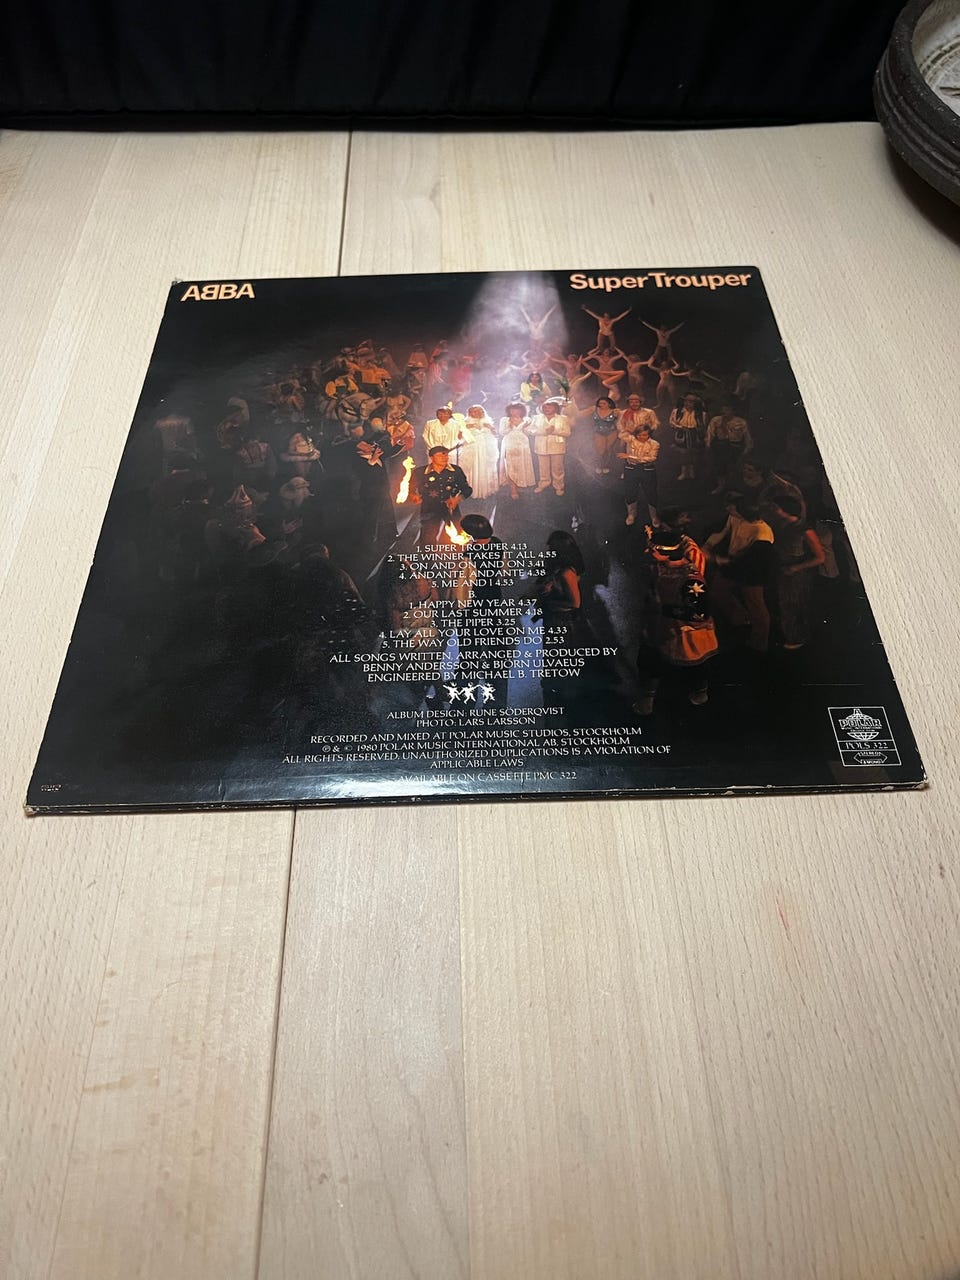 ABBA
Super Trouper
1. SUPER TROUPER 4.13
2. THE WINNER TAKES IT ALL 4.55
3. ON AND ON AND ON 3.41
4. ANDANTE, ANDANTE 4.38
5. ME AND I 4.53
B.
1. HAPPY NEW YEAR 4.37
2. OUR LAST SUMMER 4.18
3. THE PIPER 3.25
4. LAY ALL YOUR LOVE ON ME 4.33
5. THE WAY OLD FRIENDS DO 2.53
ALL SONGS WRITTEN, ARRANGED & PRODUCED BY
BENNY ANDERSSON & BJÖRN ULVAEUS
ENGINEERED BY MICHAEL B. TRETOW
ALBUM DESIGN: RUNE SÖDERQVIST
PHOTO: LARS LARSSON
RECORDED AND MIXED AT POLAR MUSIC STUDIOS, STOCKHOLM
℗ & © 1980 POLAR MUSIC INTERNATIONAL AB, STOCKHOLM
ALL RIGHTS RESERVED. UNAUTHORIZED DUPLICATIONS IS A VIOLATION OF
APPLICABLE LAWS
AVAILABLE ON CASSETTE PMC 322
POLAR
POLS 322